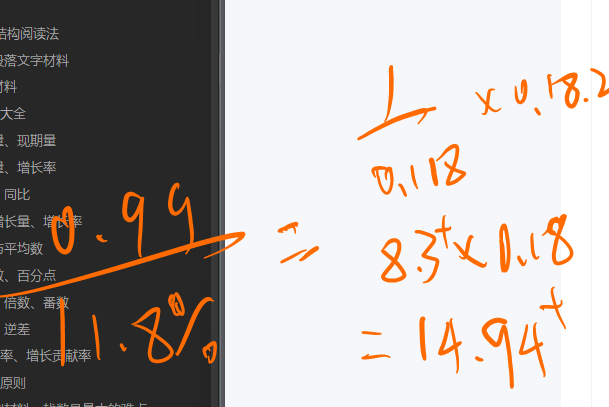 结构阅读法
段落文字材料
材料
大全
量、现期量
量、增长率
同比
增长量、增长率
与平均数
数、百分点
倍数、番数
逆差
率、增长贡献率
原则
0.99
11.8%
=
1
0.118
× 0.18.2
8.3+ × 0.18
= 14.94+